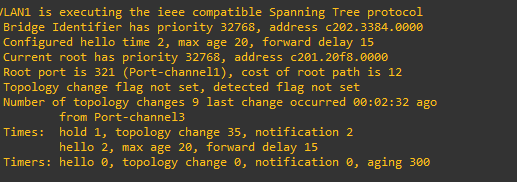 VLAN1 is executing the ieee compatible Spanning Tree protocol
Bridge Identifier has priority 32768, address c202.3384.0000
Configured hello time 2, max age 20, forward delay 15
Current root has priority 32768, address c201.20f8.0000
Root port is 321 (Port-channel1), cost of root path is 12
Topology change flag not set, detected flag not set
Number of topology changes 9 last change occurred 00:02:32 ago
from Port-channel3
Times: hold 1, topology change 35, notification 2
hello 2, max age 20, forward delay 15
Timers: hello 0, topology change 0, notification 0, aging 300